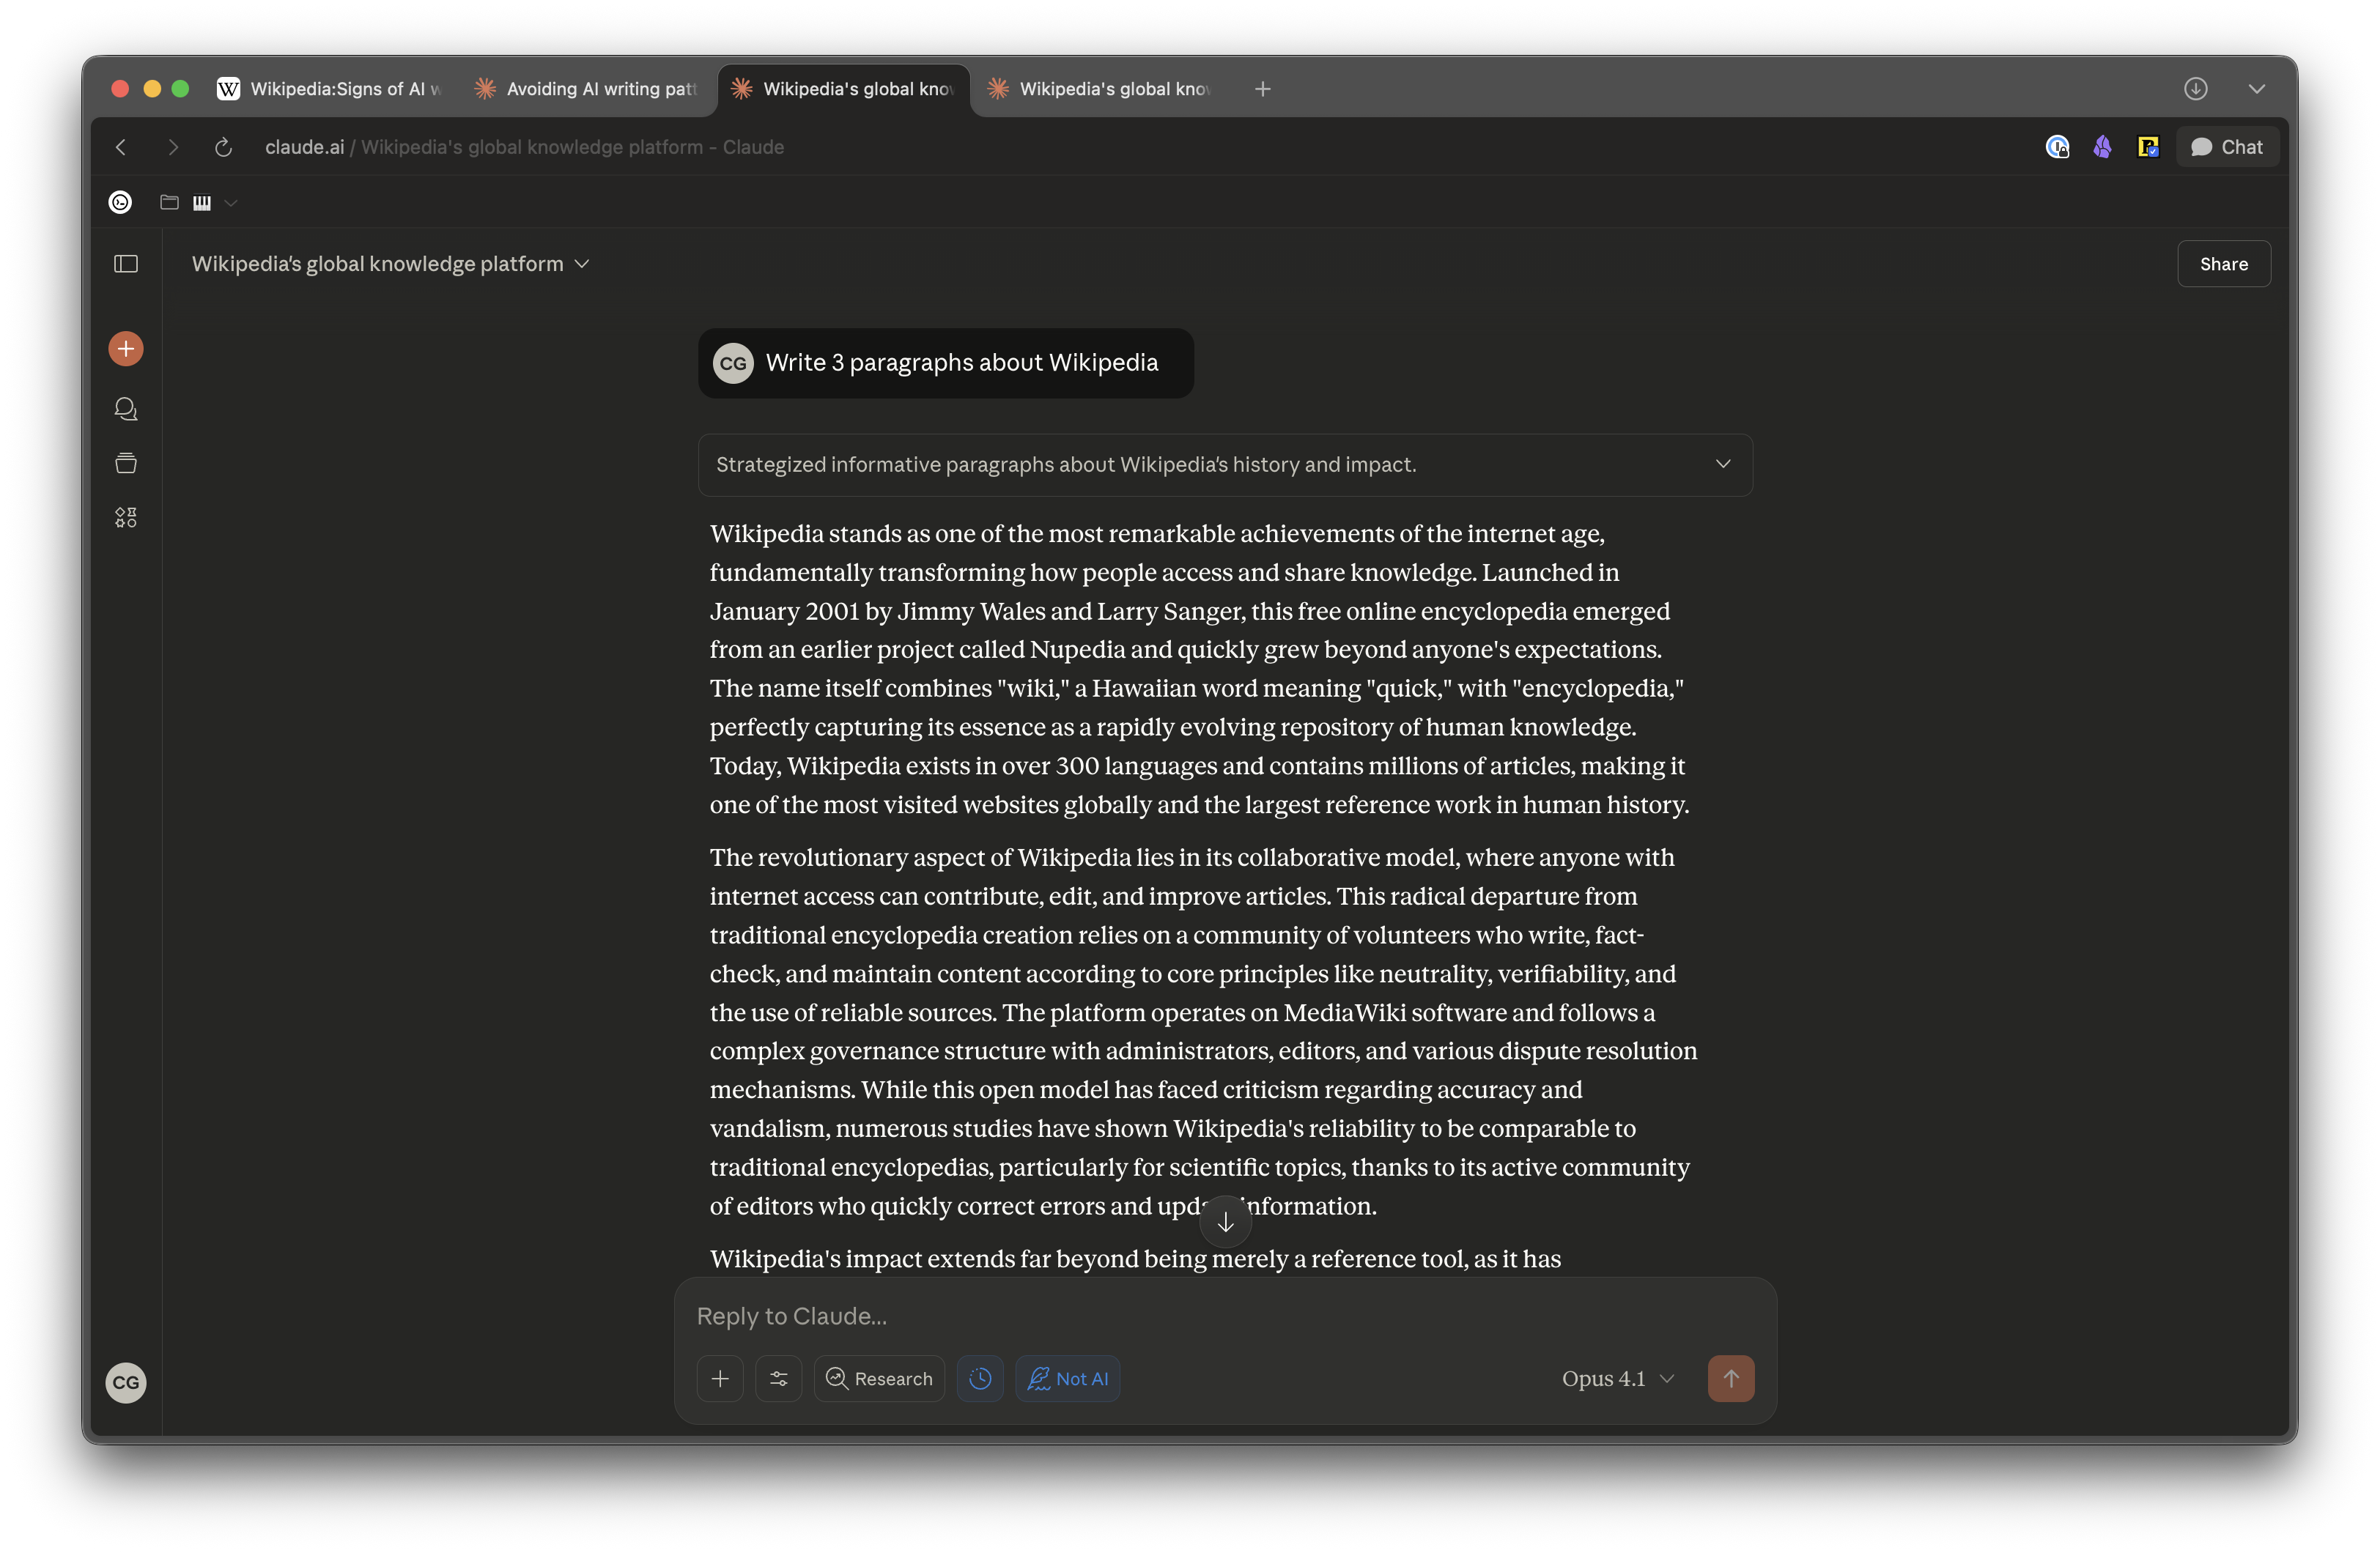 Wikipedia:Signs of AI w
Avoiding AI writing patt
Wikipedia's global know
Wikipedia's global know
claude.ai / Wikipedia's global knowledge platform – Claude
Chat
Wikipedia's global knowledge platform
Share
CG Write 3 paragraphs about Wikipedia
Strategized informative paragraphs about Wikipedia's history and impact.
Wikipedia stands as one of the most remarkable achievements of the internet age,
fundamentally transforming how people access and share knowledge. Launched in
January 2001 by Jimmy Wales and Larry Sanger, this free online encyclopedia emerged
from an earlier project called Nupedia and quickly grew beyond anyone's expectations.
The name itself combines "wiki," a Hawaiian word meaning "quick," with "encyclopedia,"
perfectly capturing its essence as a rapidly evolving repository of human knowledge.
Today, Wikipedia exists in over 300 languages and contains millions of articles, making it
one of the most visited websites globally and the largest reference work in human history.
The revolutionary aspect of Wikipedia lies in its collaborative model, where anyone with
internet access can contribute, edit, and improve articles. This radical departure from
traditional encyclopedia creation relies on a community of volunteers who write, fact-
check, and maintain content according to core principles like neutrality, verifiability, and
the use of reliable sources. The platform operates on MediaWiki software and follows a
complex governance structure with administrators, editors, and various dispute resolution
mechanisms. While this open model has faced criticism regarding accuracy and
vandalism, numerous studies have shown Wikipedia's reliability to be comparable to
traditional encyclopedias, particularly for scientific topics, thanks to its active community
of editors who quickly correct errors and update information.
Wikipedia's impact extends far beyond being merely a reference tool, as it has
Reply to Claude...
Research
Not AI
Opus 4.1
CG